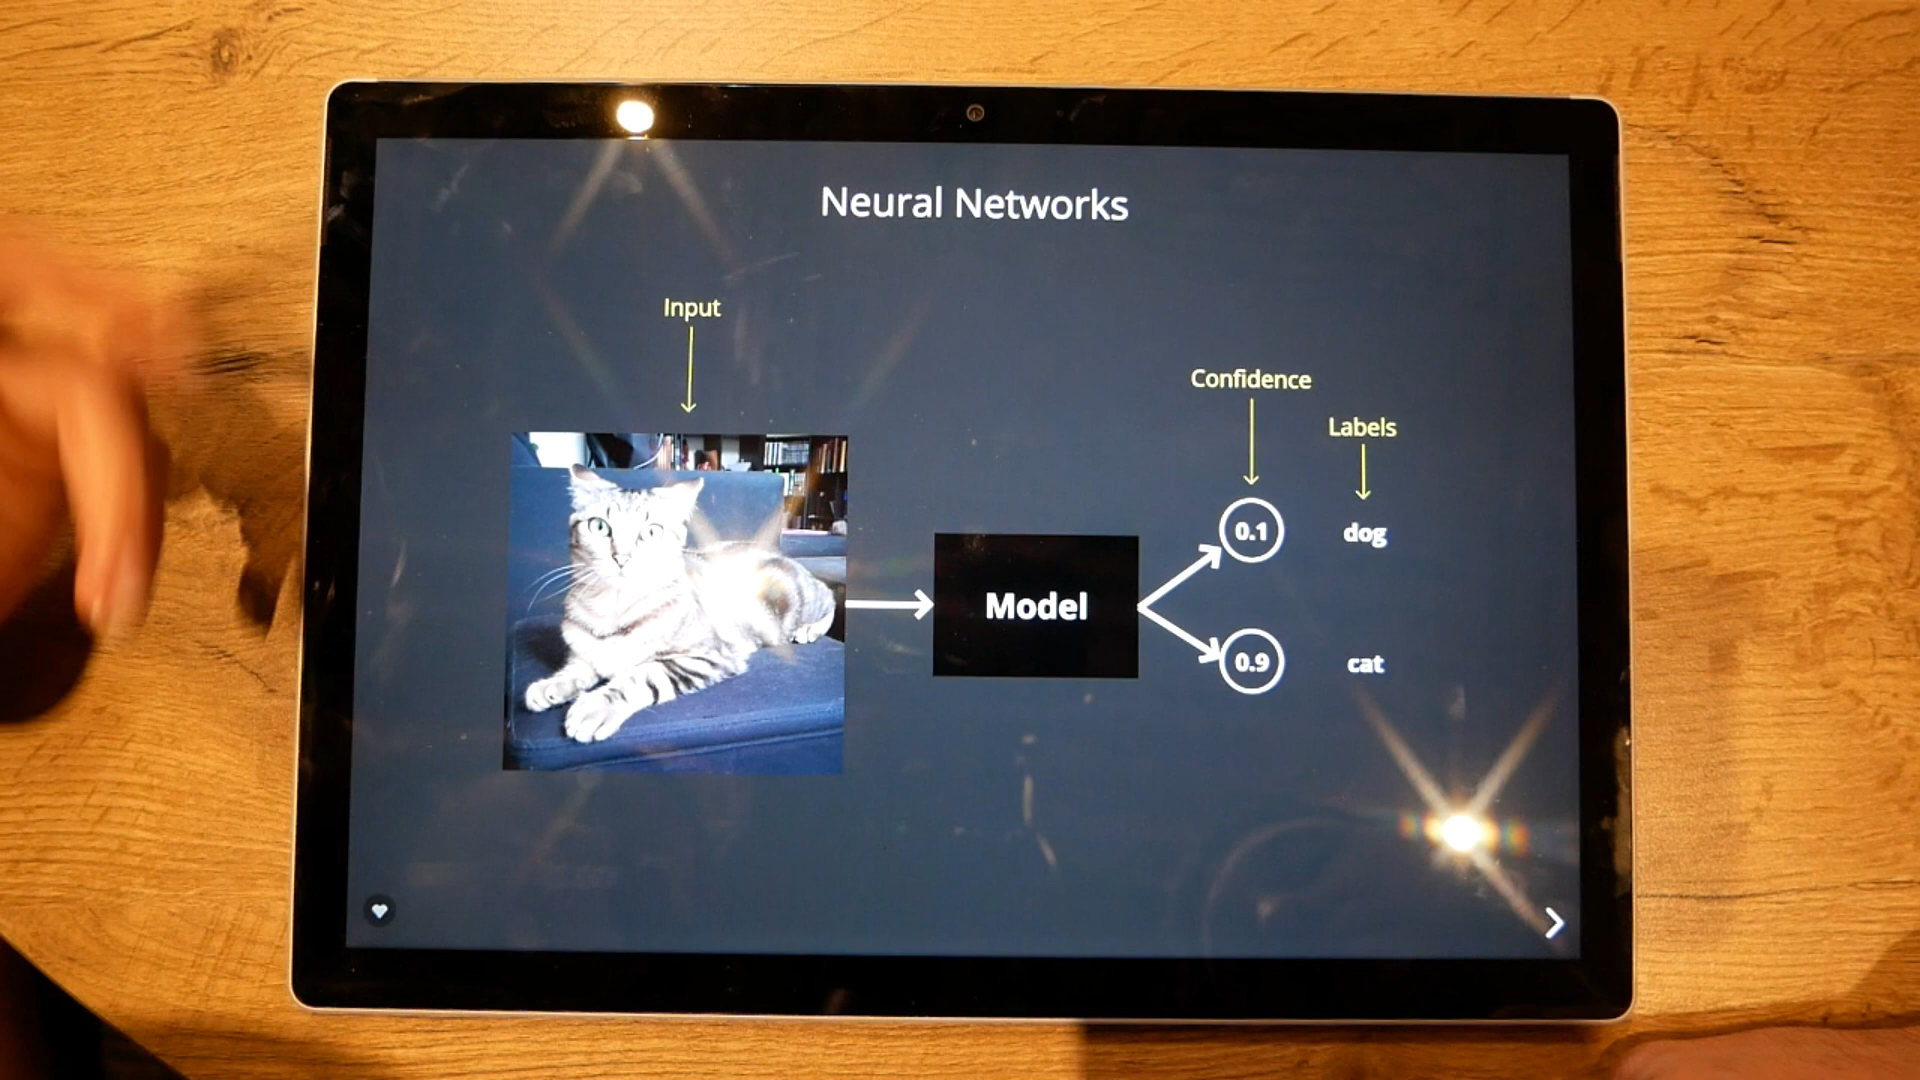 Neural Networks
Input
Confidence
Labels
0.1 dog
Model
0.9 cat